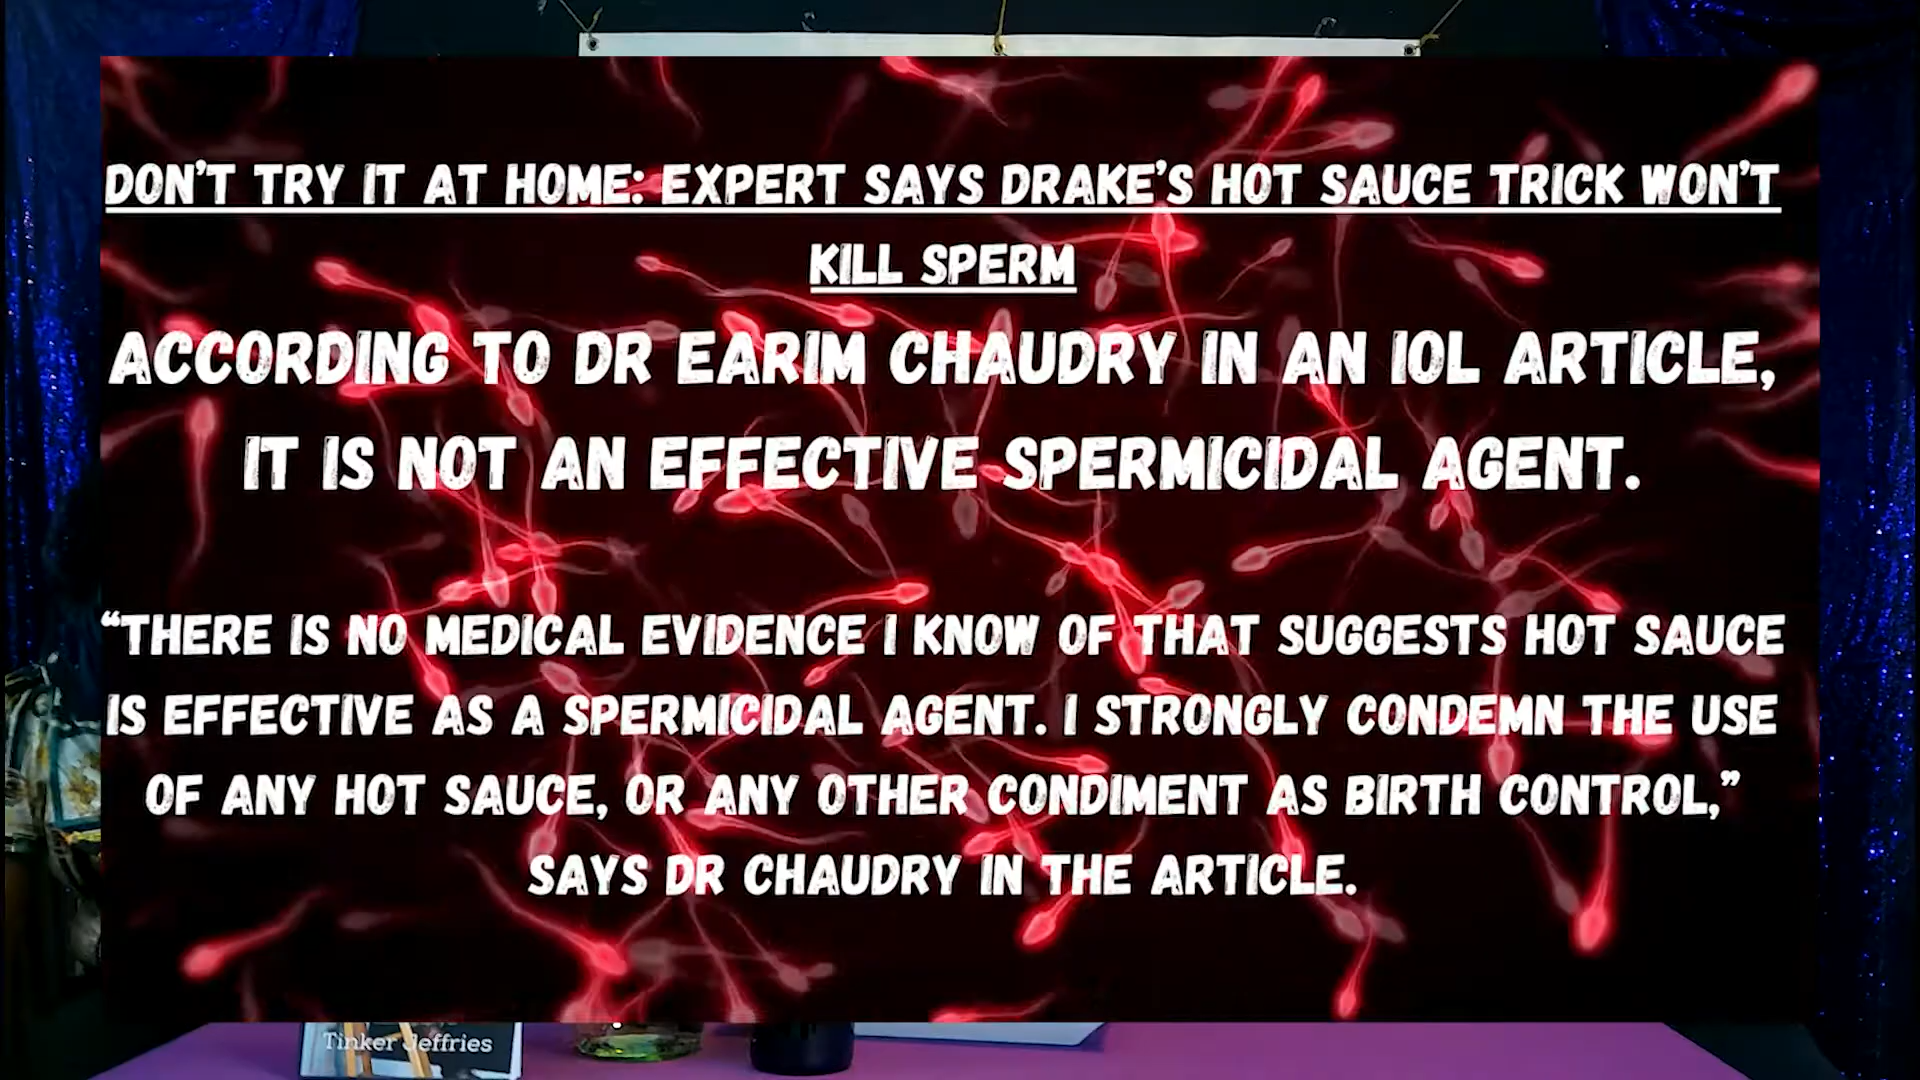 DON'T TRY IT AT HOME: EXPERT SAYS DRAKE'S HOT SAUCE TRICK WON'T
KILL SPERM
ACCORDING TO DR EARIM CHAUDRY IN AN IOL ARTICLE,
IT IS NOT AN EFFECTIVE SPERMICIDAL AGENT.
"THERE IS NO MEDICAL EVIDENCE I KNOW OF THAT SUGGESTS HOT SAUCE
IS EFFECTIVE AS A SPERMICIDAL AGENT. I STRONGLY CONDEMN THE USE
OF ANY HOT SAUCE, OR ANY OTHER CONDIMENT AS BIRTH CONTROL,"
SAYS DR CHAUDRY IN THE ARTICLE.
Tinker Jeffries